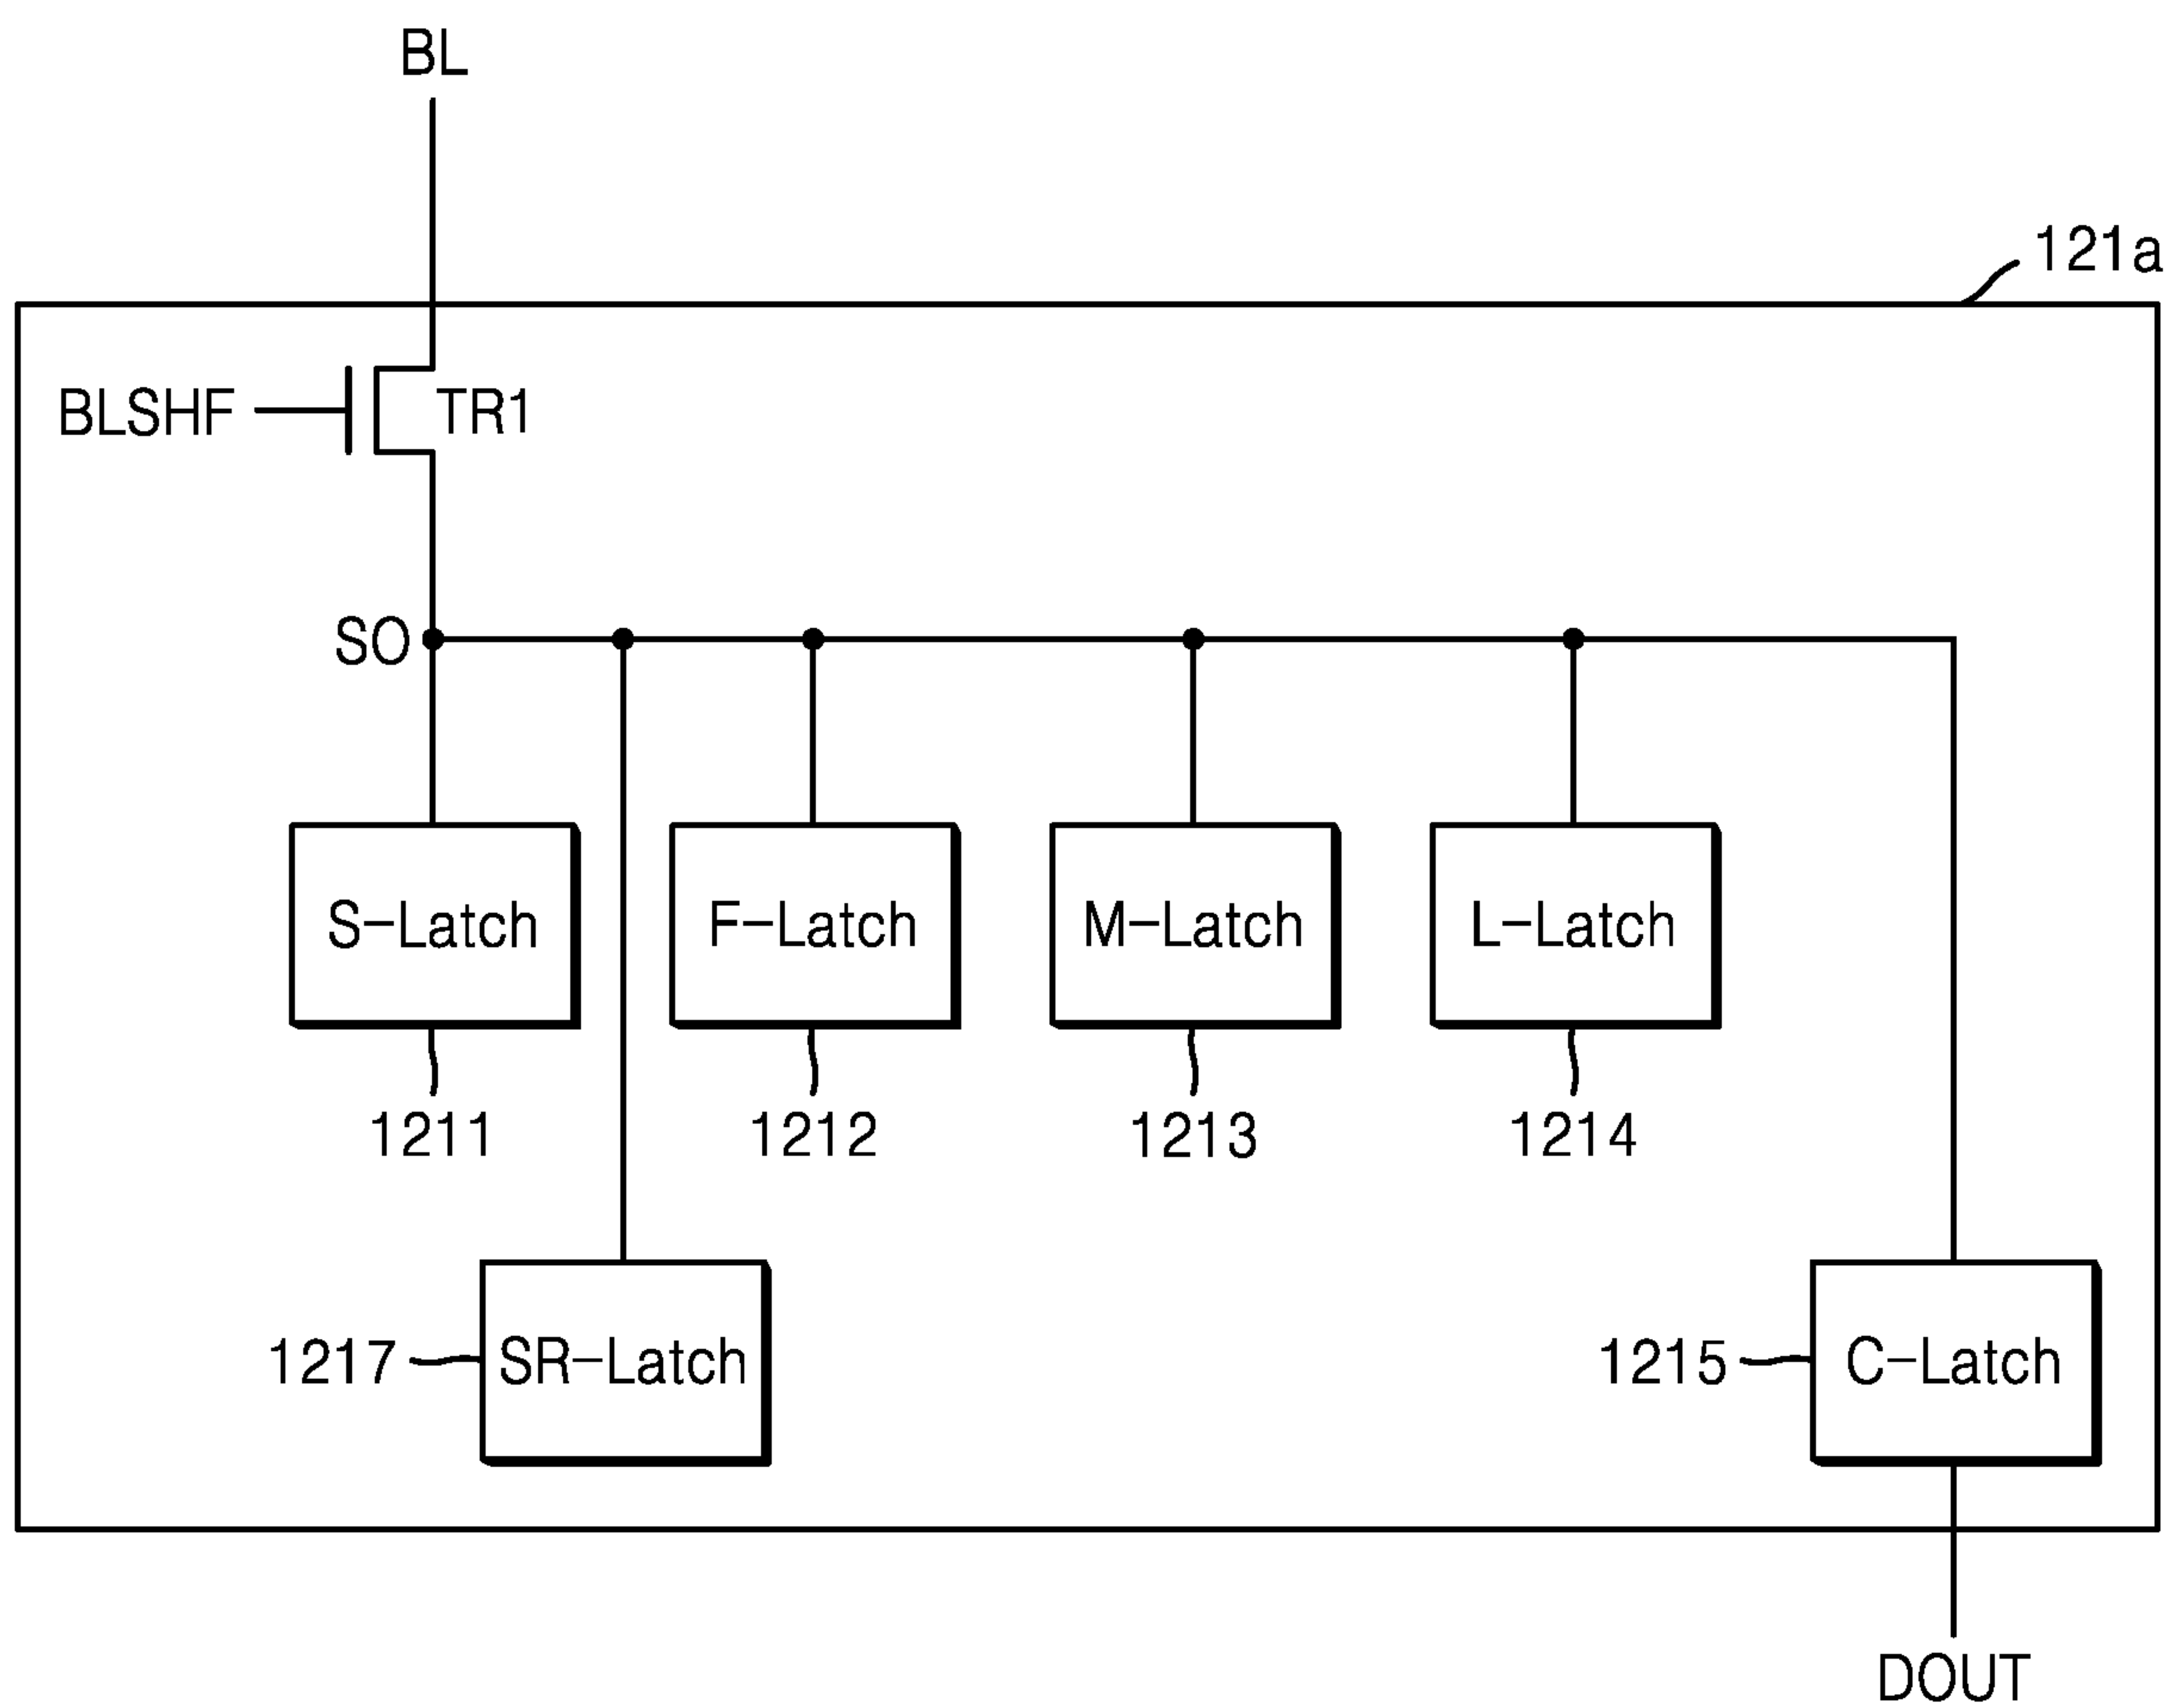 BL
121a
BLSHF
TR1
SO
S-Latch
F-Latch
M-Latch
L-Latch
1211
1212
1213
1214
1217
SR-Latch
1215
C-Latch
DOUT